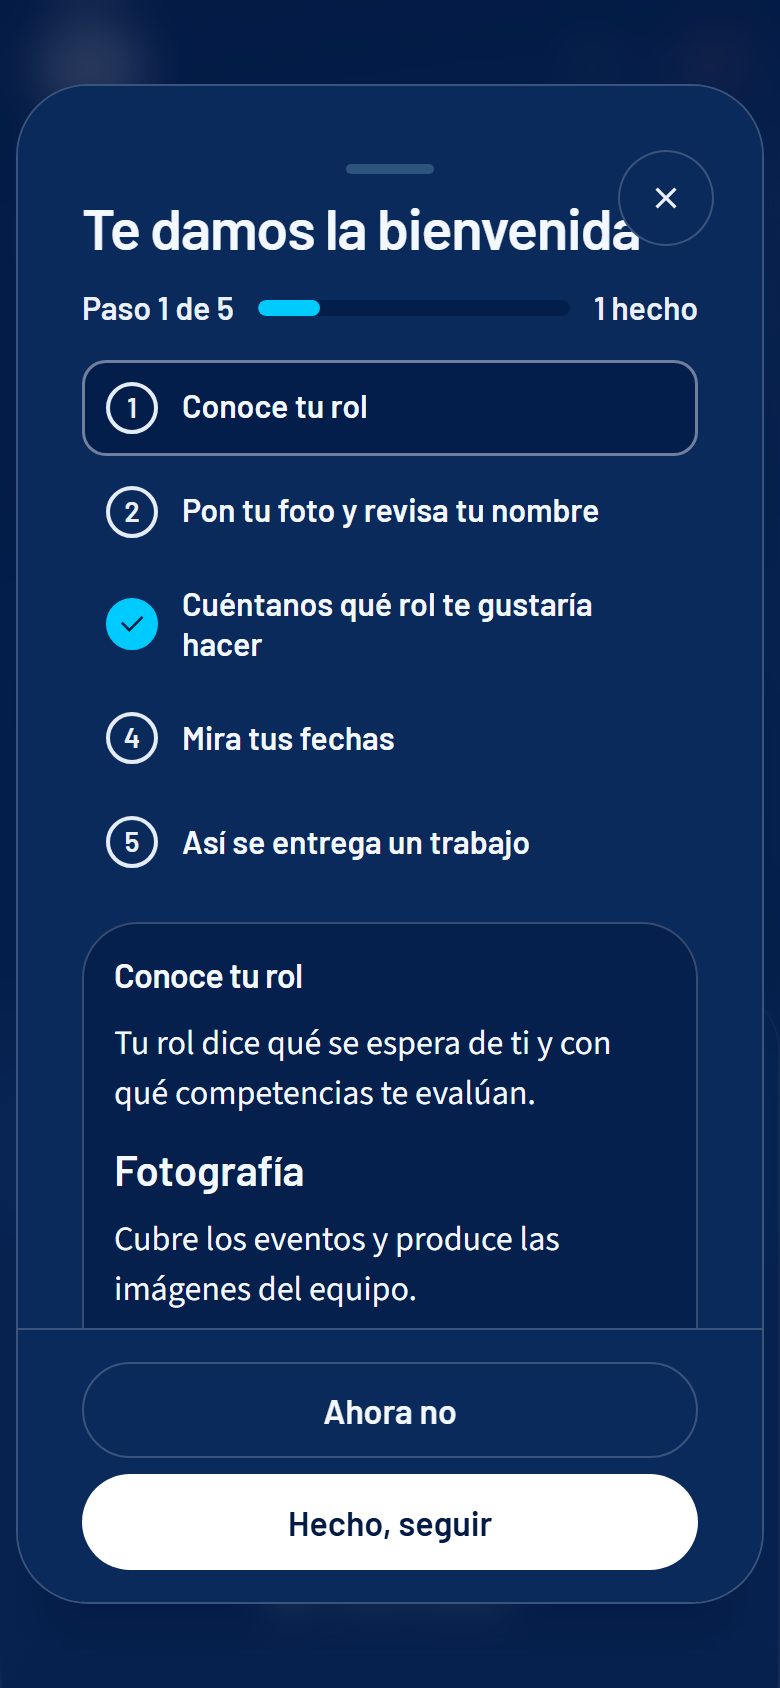 Te damos la bienvenida
Paso 1 de 5
1 hecho
1 Conoce tu rol
2 Pon tu foto y revisa tu nombre
Cuéntanos qué rol te gustaría
hacer
4 Mira tus fechas
5 Así se entrega un trabajo
Conoce tu rol
Tu rol dice qué se espera de ti y con
qué competencias te evalúan.
Fotografía
Cubre los eventos y produce las
imágenes del equipo.
Ahora no
Hecho, seguir